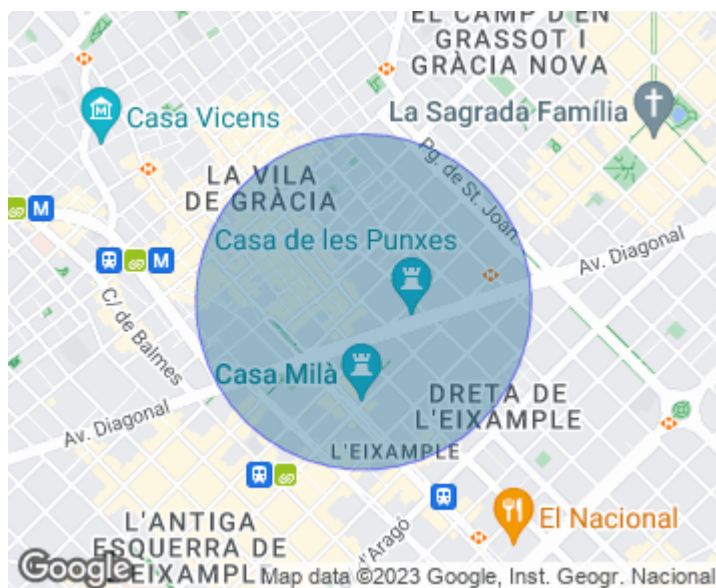 EL CAMP D'EN
GRASSOT I
GRÀCIA NOVA
La Sagrada Família
Casa Vicens
Pg. de St. Joan
LA VILA
DE GRÀCIA
Casa de les Punxes
Av. Diagonal
M
M
C/ de Balmes
Casa Milà
DRETA DE
L'EIXAMPLE
Av. Diagonal
L'EIXAMPLE
El Nacional
L'ANTIGA
ESQUERRA DE
L'EIXAMPLE
d'Aragó
Google
Map data ©2023 Google, Inst. Geogr. Nacional